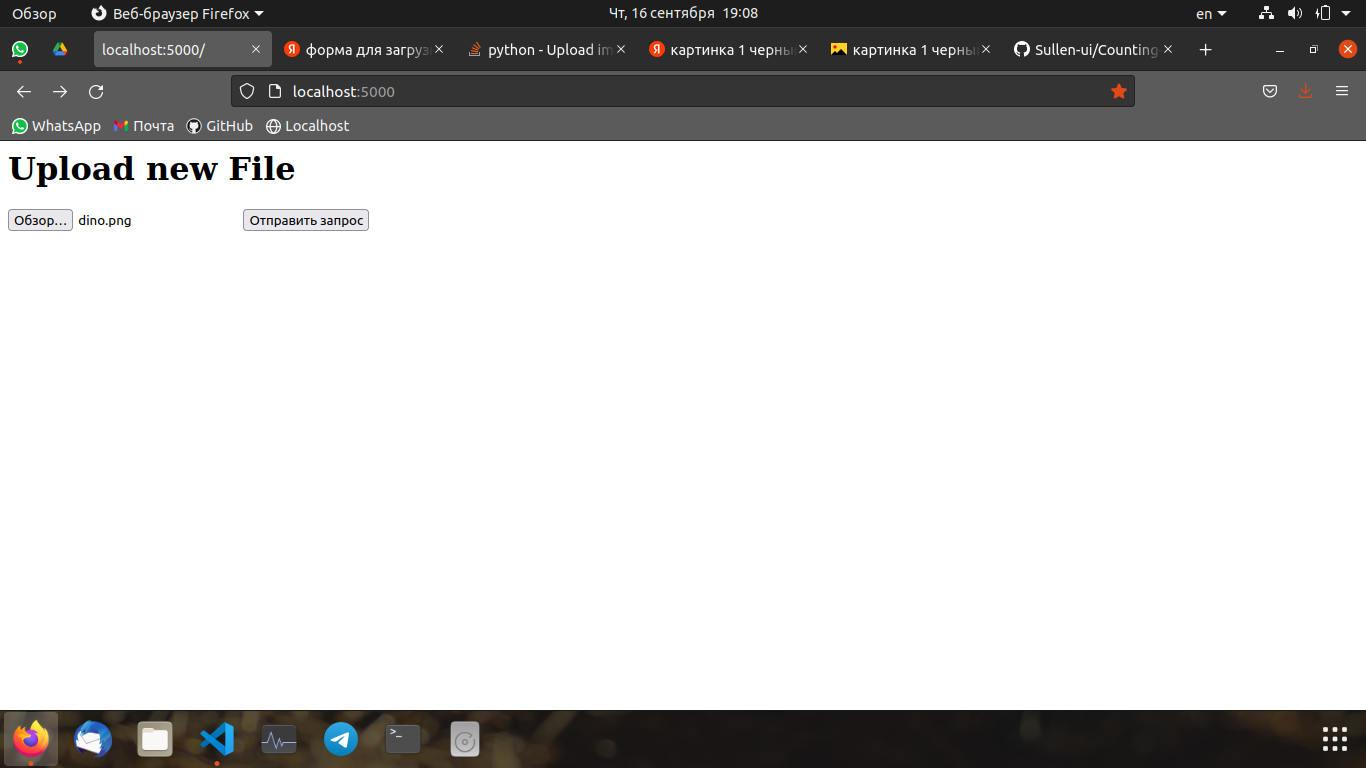 Обзор Веб-браузер Firefox Чт, 16 сентября 19:08 en
localhost:5000/ форма для загруз python - Upload im картинка 1 черны картинка 1 черны Sullen-ui/Counting
localhost:5000
WhatsApp Почта GitHub Localhost
Upload new File
Обзор... dino.png Отправить запрос